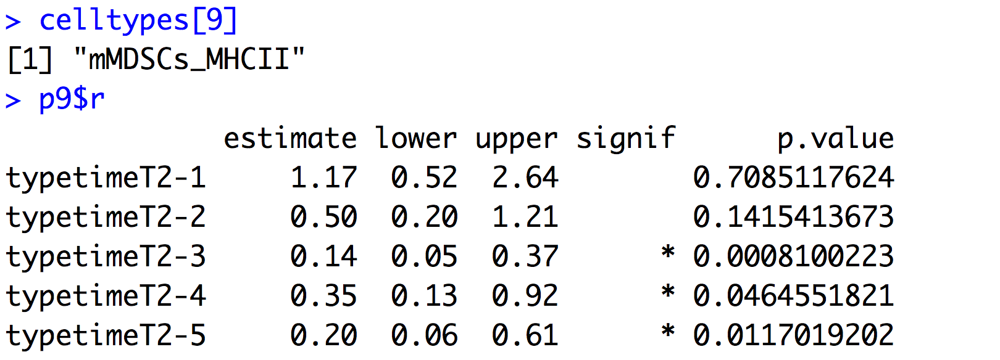 > celltypes[9]
[1] "mMDSCs_MHCII"
> p9$r
estimate lower upper signif p.value
typetimeT2-1 1.17 0.52 2.64 0.7085117624
typetimeT2-2 0.50 0.20 1.21 0.1415413673
typetimeT2-3 0.14 0.05 0.37 * 0.0008100223
typetimeT2-4 0.35 0.13 0.92 * 0.0464551821
typetimeT2-5 0.20 0.06 0.61 * 0.0117019202